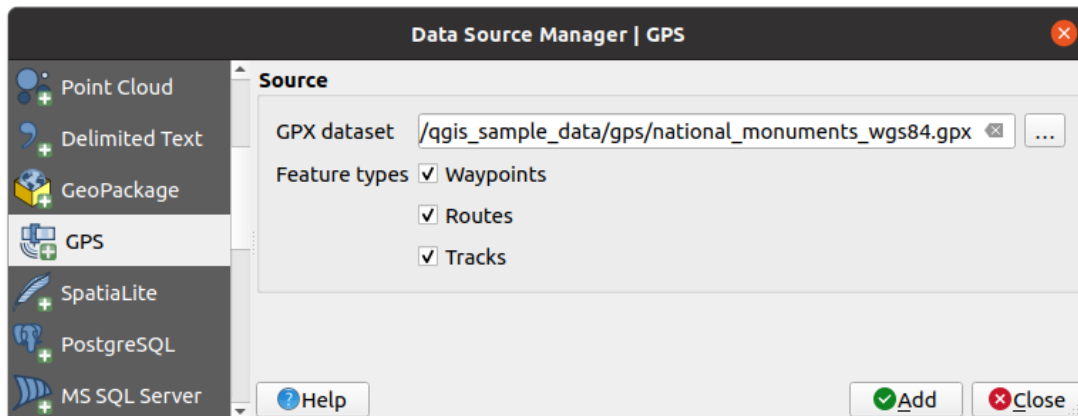 Data Source Manager | GPS
Point Cloud
Delimited Text
GeoPackage
GPS
SpatiaLite
PostgreSQL
MS SQL Server
Source
GPX dataset /qgis_sample_data/gps/national_monuments_wgs84.gpx ...
Feature types Waypoints
Routes
Tracks
Help Add Close